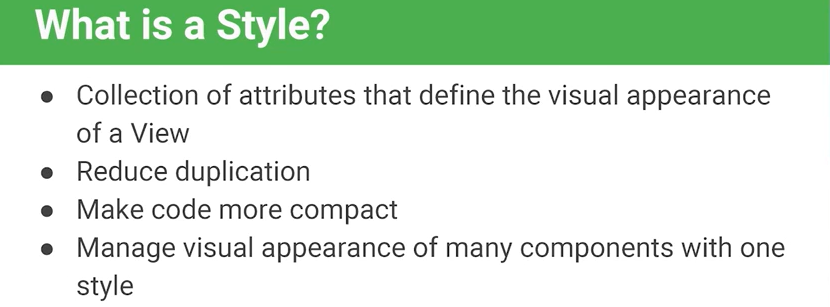 What is a Style?
● Collection of attributes that define the visual appearance
of a View
● Reduce duplication
● Make code more compact
● Manage visual appearance of many components with one
style